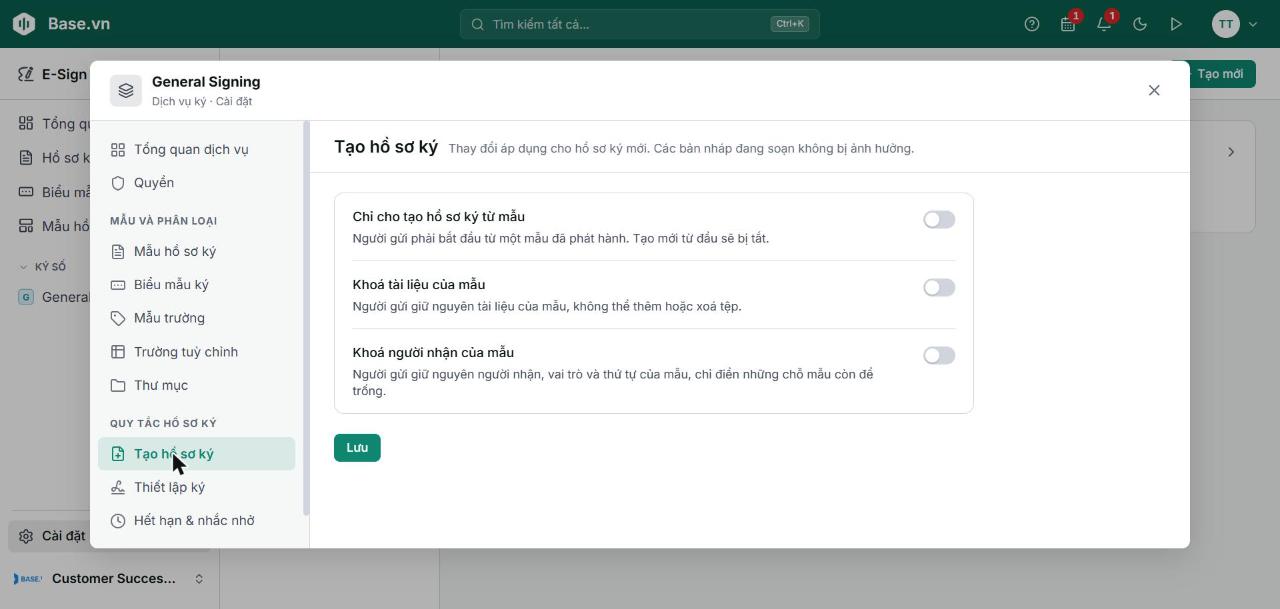 Base.vn
Tìm kiếm tất cả...
Ctrl+K
1
1
TT
E-Sign
Tạo mới
General Signing
Dịch vụ ký · Cài đặt
Tổng
Hồ sơ
Biểu
Mẫu
KÝ SỐ
G
General
Cài đặt
BASE.
Customer Succes...
Tổng quan dịch vụ
Quyền
MẪU VÀ PHÂN LOẠI
Mẫu hồ sơ ký
Biểu mẫu ký
Mẫu trường
Trường tuỳ chỉnh
Thư mục
QUY TẮC HỒ SƠ KÝ
Tạo hồ sơ ký
Thiết lập ký
Hết hạn & nhắc nhở
Tạo hồ sơ ký Thay đổi áp dụng cho hồ sơ ký mới. Các bản nháp đang soạn không bị ảnh hưởng.
Chỉ cho tạo hồ sơ ký từ mẫu
Người gửi phải bắt đầu từ một mẫu đã phát hành. Tạo mới từ đầu sẽ bị tắt.
Khoá tài liệu của mẫu
Người gửi giữ nguyên tài liệu của mẫu, không thể thêm hoặc xoá tệp.
Khoá người nhận của mẫu
Người gửi giữ nguyên người nhận, vai trò và thứ tự của mẫu, chỉ điền những chỗ mẫu còn để
trống.
Lưu